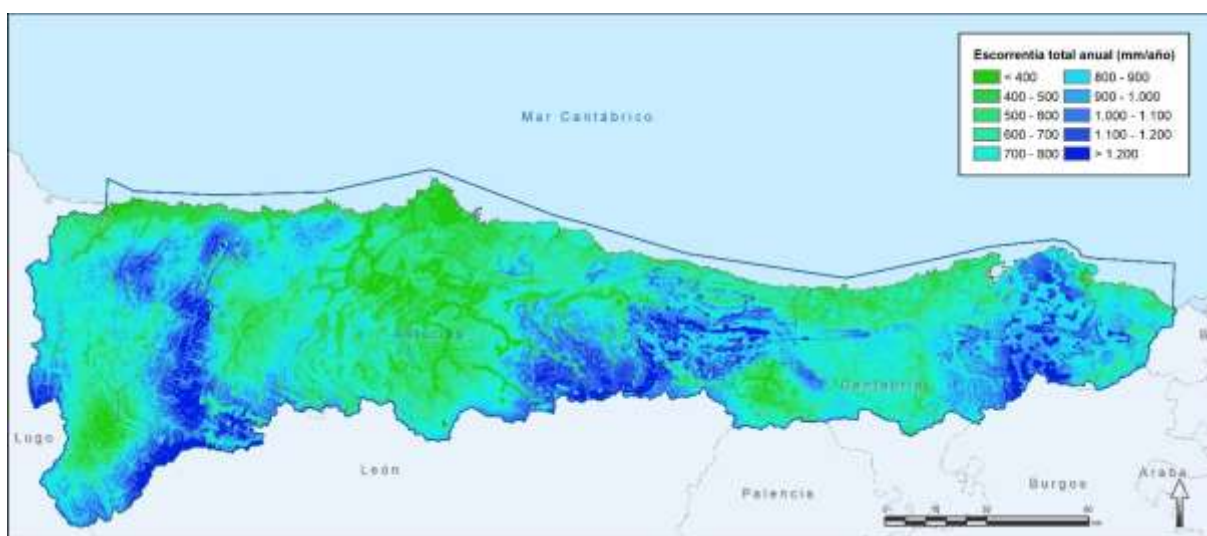 Escorrentía total anual (mm/año)
< 400
400 - 500
500 - 600
600 - 700
700 - 800
800 - 900
900 - 1.000
1.000 - 1.100
1.100 - 1.200
> 1.200
Mar Cantábrico
Asturias
Cantabria
Lugo
León
Palencia
Burgos
Araba